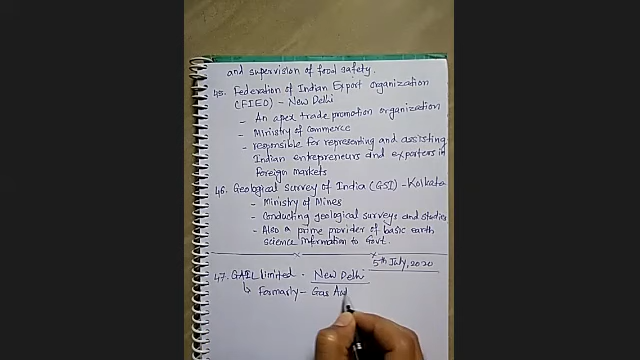 and supervision of food safety.
45. Federation of Indian Export Organization
(FIEO) - New Delhi
- An apex trade promotion organization
- Ministry of commerce
- responsible for representing and assisting
Indian entrepreneurs and exporters in
foreign markets
46. Geological Survey of India (GSI) - Kolkata
- Ministry of Mines
- Conducting geological surveys and studies
- Also a prime provider of basic earth
science information to Govt.
5th July, 2020
47. GAIL limited . New Delhi
Formarly - Gas Aut